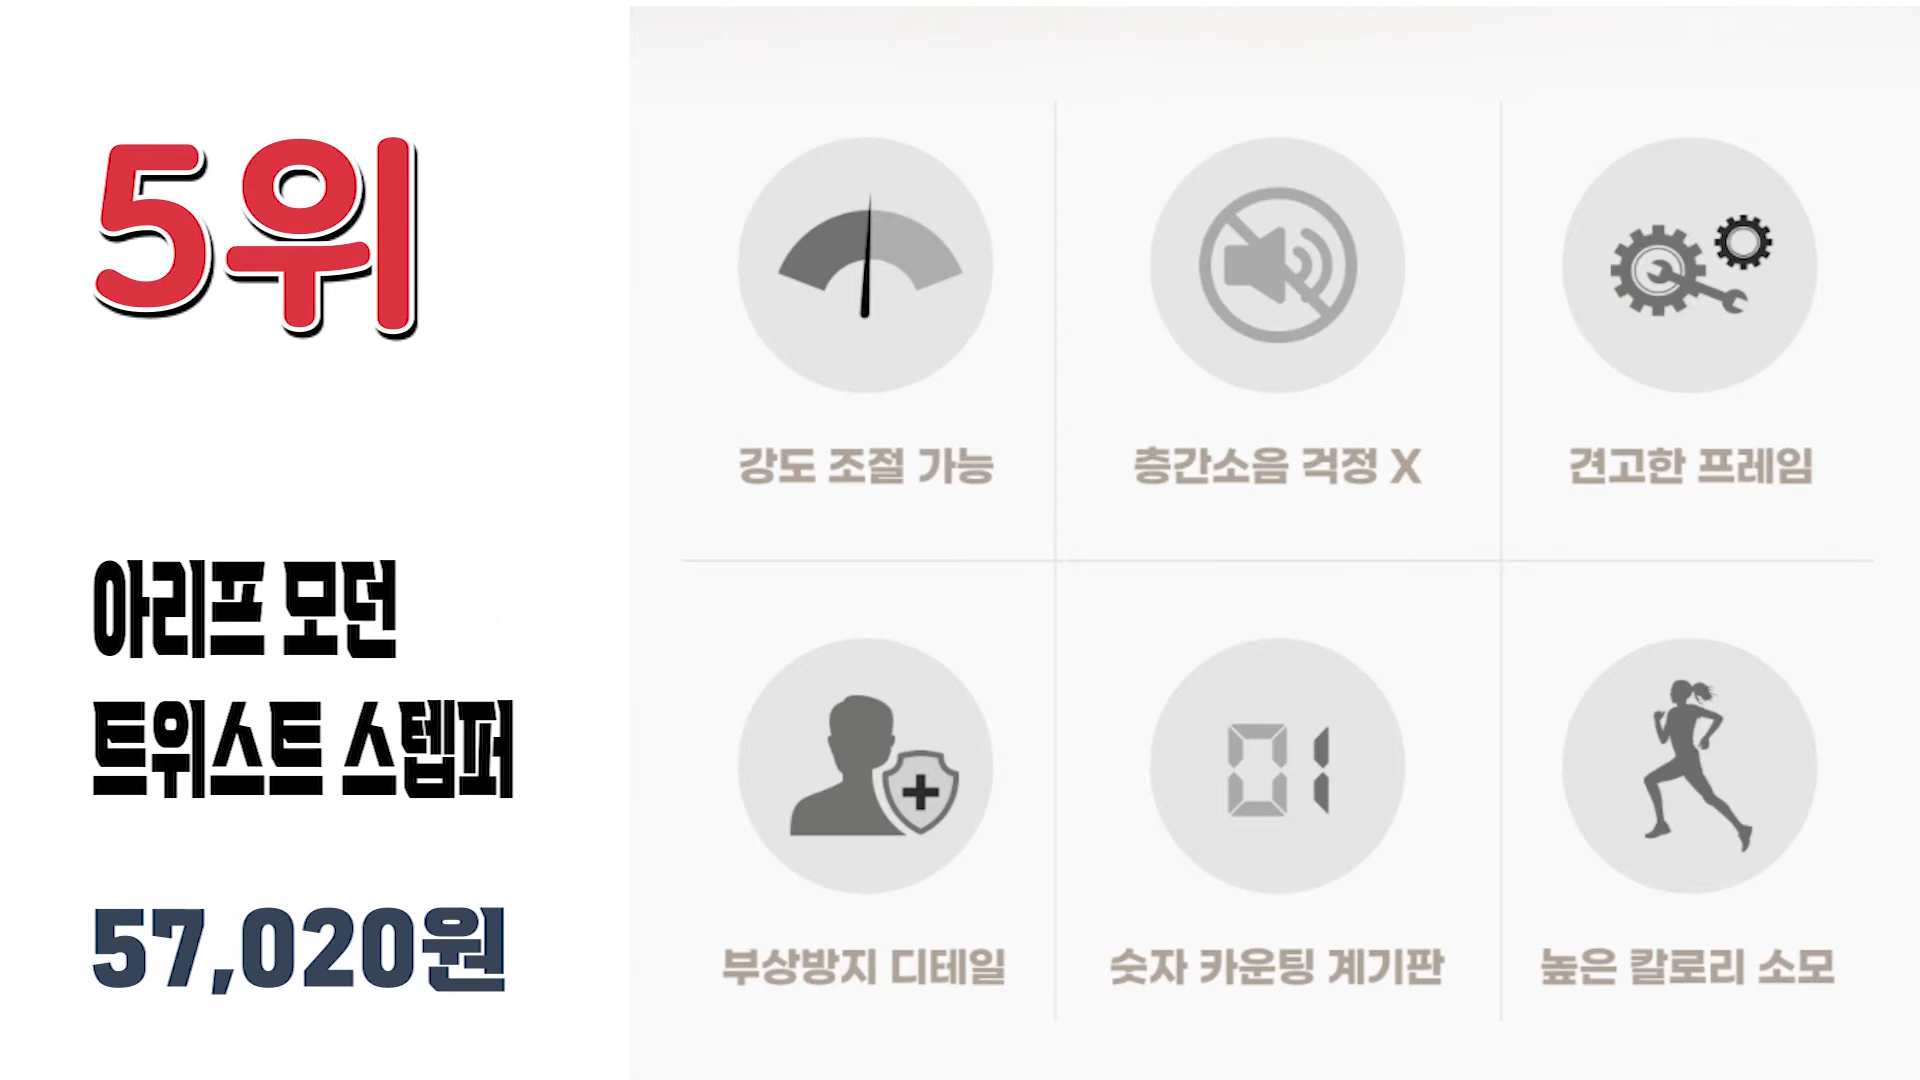 5위
아리프 모던
트위스트 스텝퍼
57,020원
강도 조절 가능
층간소음 걱정 X
견고한 프레임
부상방지 디테일
01
숫자 카운팅 계기판
높은 칼로리 소모